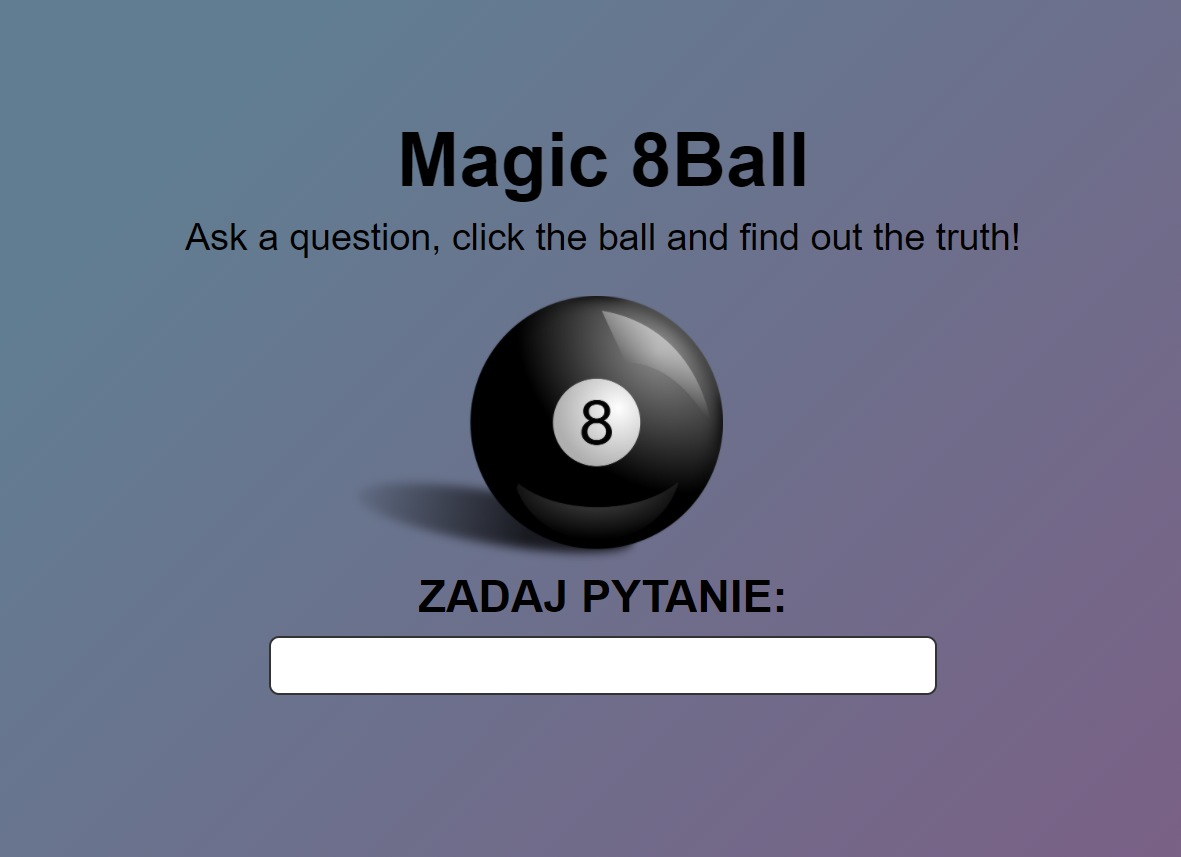 Magic 8Ball
Ask a question, click the ball and find out the truth!
8
ZADAJ PYTANIE: